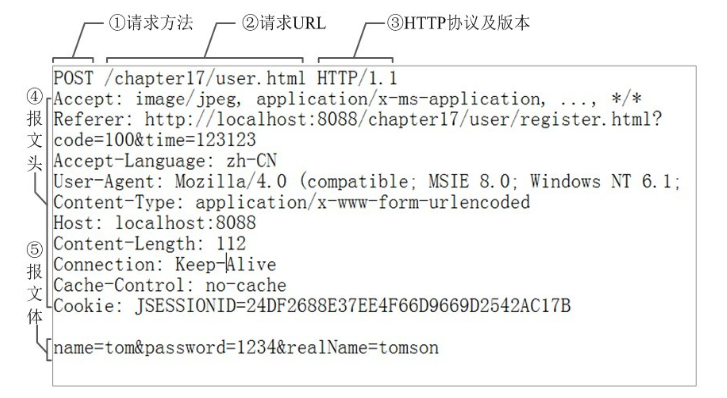 ①请求方法 ②请求URL ③HTTP协议及版本
POST /chapter17/user.html HTTP/1.1
④报文头
Accept: image/jpeg, application/x-ms-application, ..., */*
Referer: http://localhost:8088/chapter17/user/register.html?
code=100&time=123123
Accept-Language: zh-CN
User-Agent: Mozilla/4.0 (compatible; MSIE 8.0; Windows NT 6.1;
Content-Type: application/x-www-form-urlencoded
Host: localhost:8088
Content-Length: 112
Connection: Keep-Alive
Cache-Control: no-cache
Cookie: JSESSIONID=24DF2688E37EE4F66D9669D2542AC17B
⑤报文体
name=tom&password=1234&realName=tomson